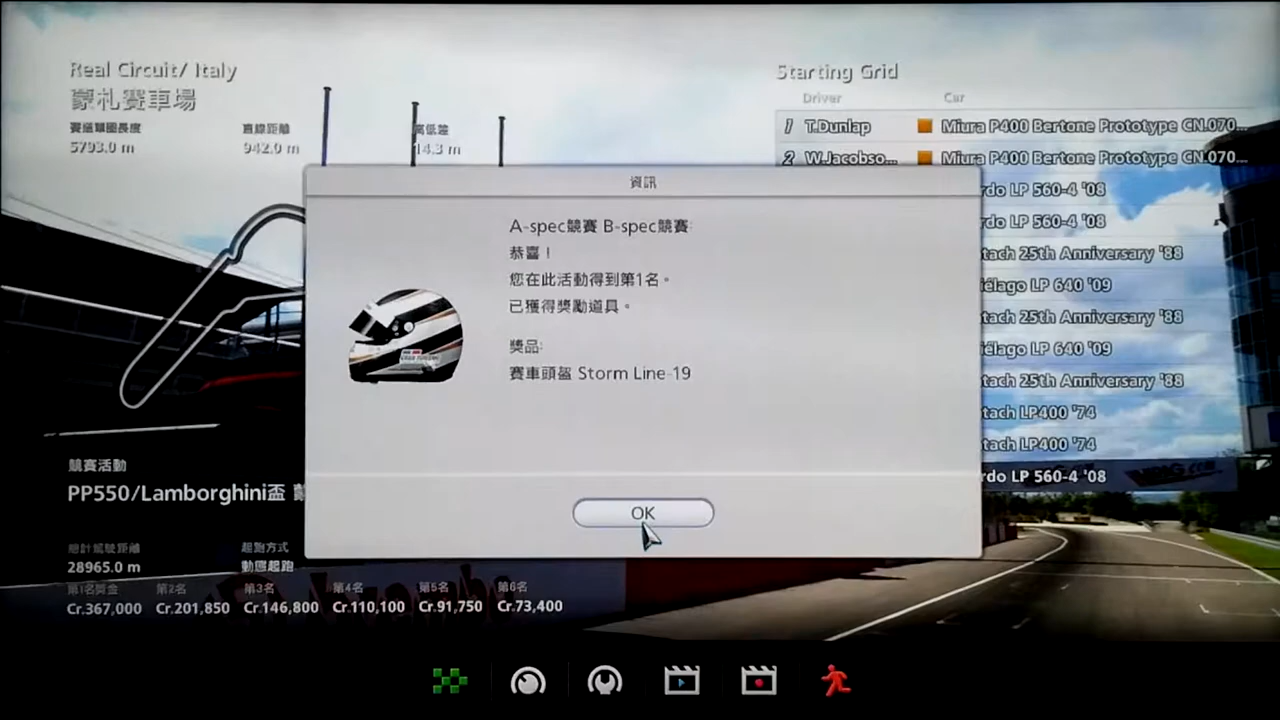 Real Circuit/ Italy
蒙札賽車場
賽道單圈長度
5793.0 m
直線距離
942.0 m
高低差
14.3 m
Starting Grid
Driver Car
1 T.Dunlap Miura P400 Bertone Prototype CN.070...
2 W.Jacobso... Miura P400 Bertone Prototype CN.070...
rdo LP 560-4 '08
rdo LP 560-4 '08
tach 25th Anniversary '88
iélago LP 640 '09
tach 25th Anniversary '88
iélago LP 640 '09
tach 25th Anniversary '88
tach LP400 '74
tach LP400 '74
rdo LP 560-4 '08
資訊
A-spec競賽 B-spec競賽:
恭喜！
您在此活動得到第1名。
已獲得獎勵道具。
獎品:
賽車頭盔 Storm Line-19
OK
競賽活動
PP550/Lamborghini盃
總計駕駛距離
28965.0 m
起跑方式
動態起跑
第1名獎金 第2名 第3名 第4名 第5名 第6名
Cr.367,000 Cr.201,850 Cr.146,800 Cr.110,100 Cr.91,750 Cr.73,400